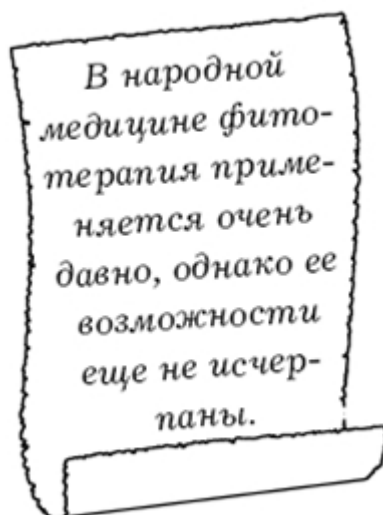 В народной
медицине фито-
терапия приме-
няется очень
давно, однако ее
возможности
еще не исчер-
паны.